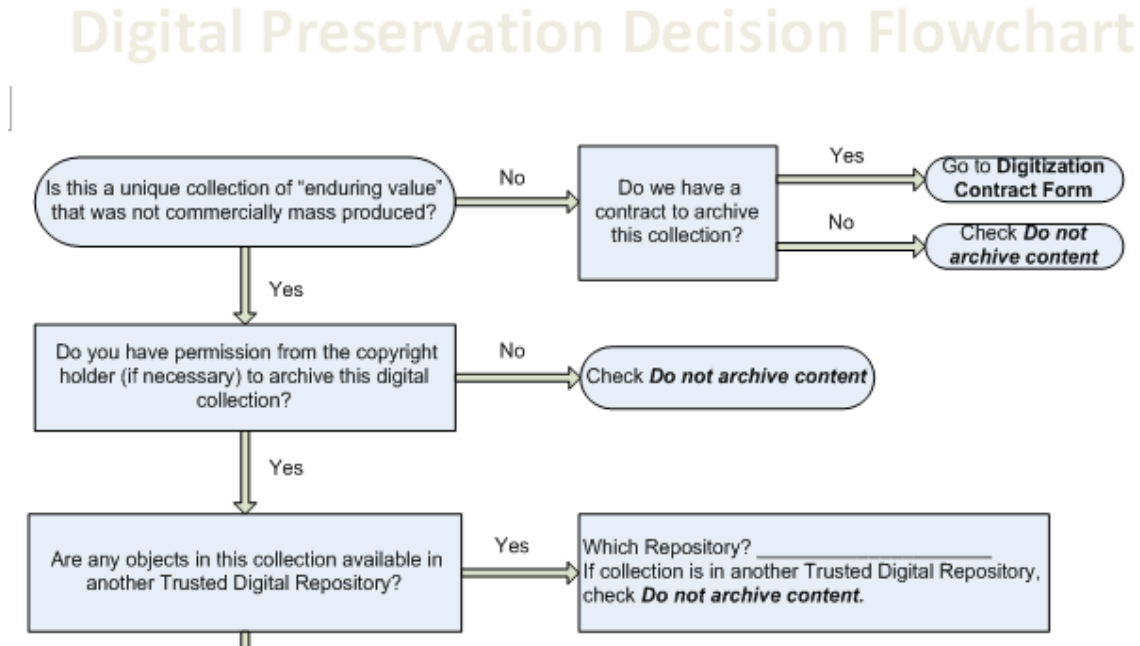 Digital Preservation Decision Flowchart
Is this a unique collection of “enduring value”
that was not commercially mass produced?
No
Do we have a
contract to archive
this collection?
Yes
Go to Digitization
Contract Form
No
Check Do not
archive content
Yes
Do you have permission from the copyright
holder (if necessary) to archive this digital
collection?
No
Check Do not archive content
Yes
Are any objects in this collection available in
another Trusted Digital Repository?
Yes
Which Repository? ______________________
If collection is in another Trusted Digital Repository,
check Do not archive content.